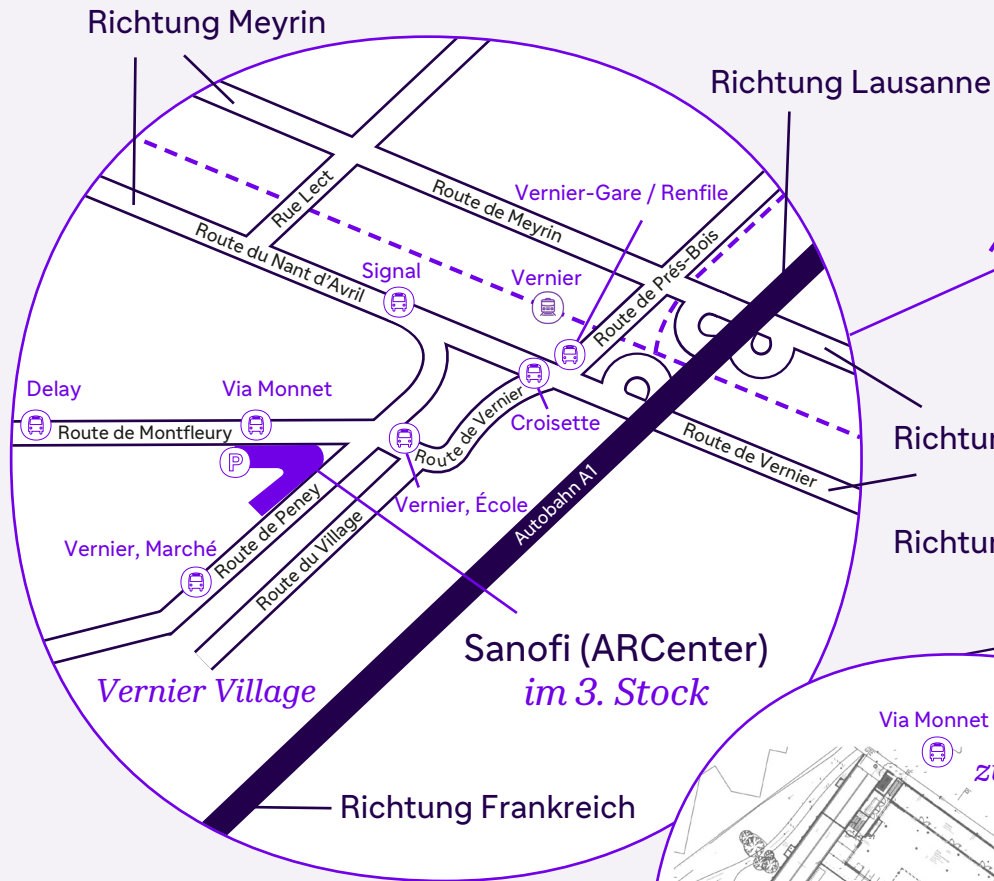 Richtung Meyrin
Richtung Lausanne
Rue Lect
Route de Meyrin
Vernier-Gare / Renfile
Route du Nant d'Avril
Signal
Vernier
Route de Prés-Bois
Delay
Via Monnet
Route de Montfleury
Route de Vernier
Croisette
Route de Vernier
P
Vernier, École
Autobahn A1
Route de Peney
Vernier, Marché
Route du Village
Sanofi (ARCenter)
im 3. Stock
Vernier Village
Richtung Frankreich
Via Monnet